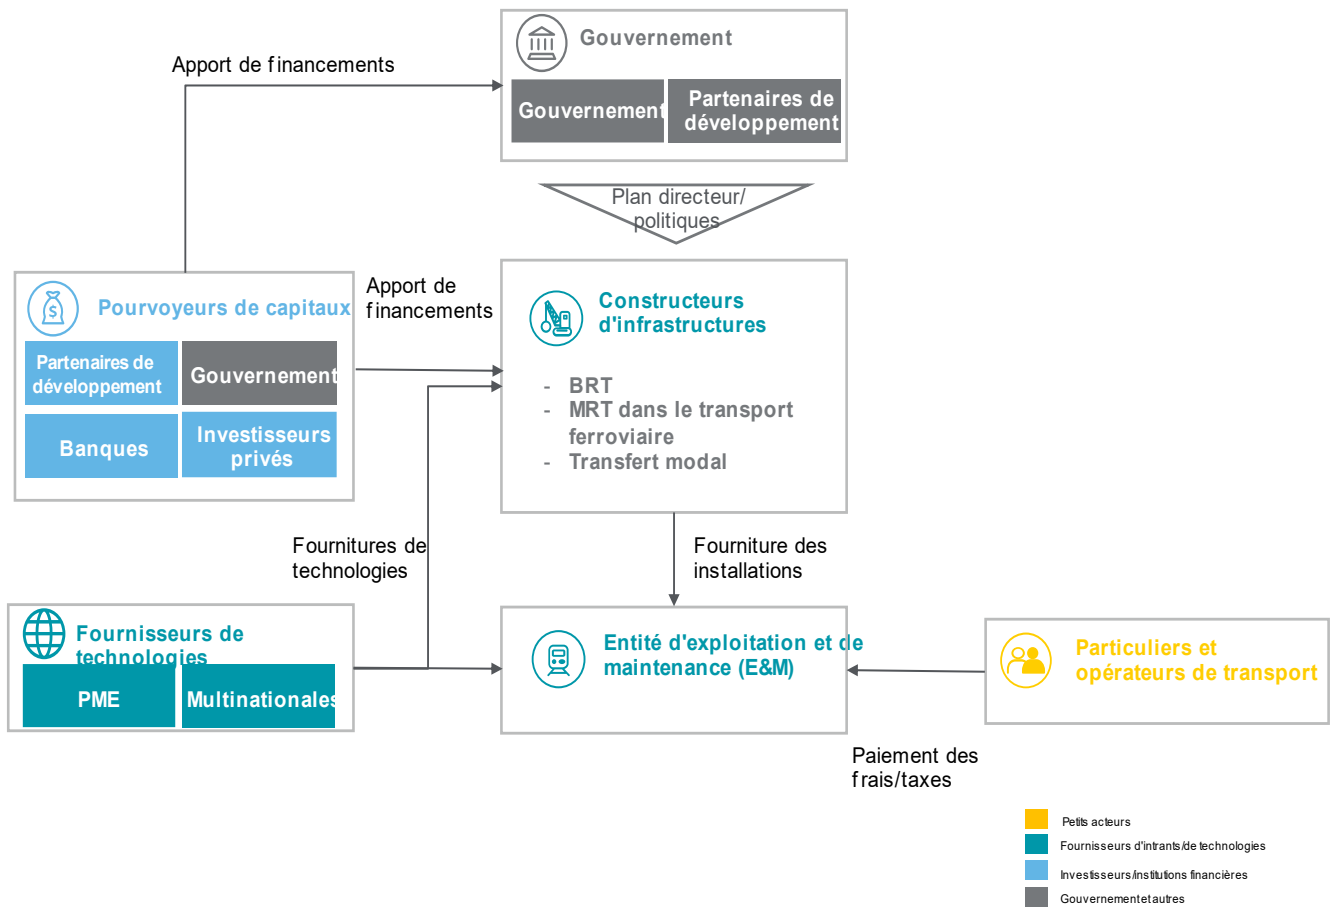 Gouvernement
Apport de financements
Gouvernement
Partenaires de
développement
Plan directeur/
politiques
Pourvoyeurs de capitaux
Partenaires de
développement
Gouvernement
Banques
Investisseurs
privés
Apport de
financements
Constructeurs
d'infrastructures
- BRT
- MRT dans le transport
ferroviaire
- Transfert modal
Fournitures de
technologies
Fourniture des
installations
Fournisseurs de
technologies
PME
Multinationales
Entité d'exploitation et de
maintenance (E&M)
Particuliers et
opérateurs de transport
Paiement des
frais/taxes
Petits acteurs
Fournisseurs d'intrants/de technologies
Investisseurs/institutions financières
Gouvernement et autres